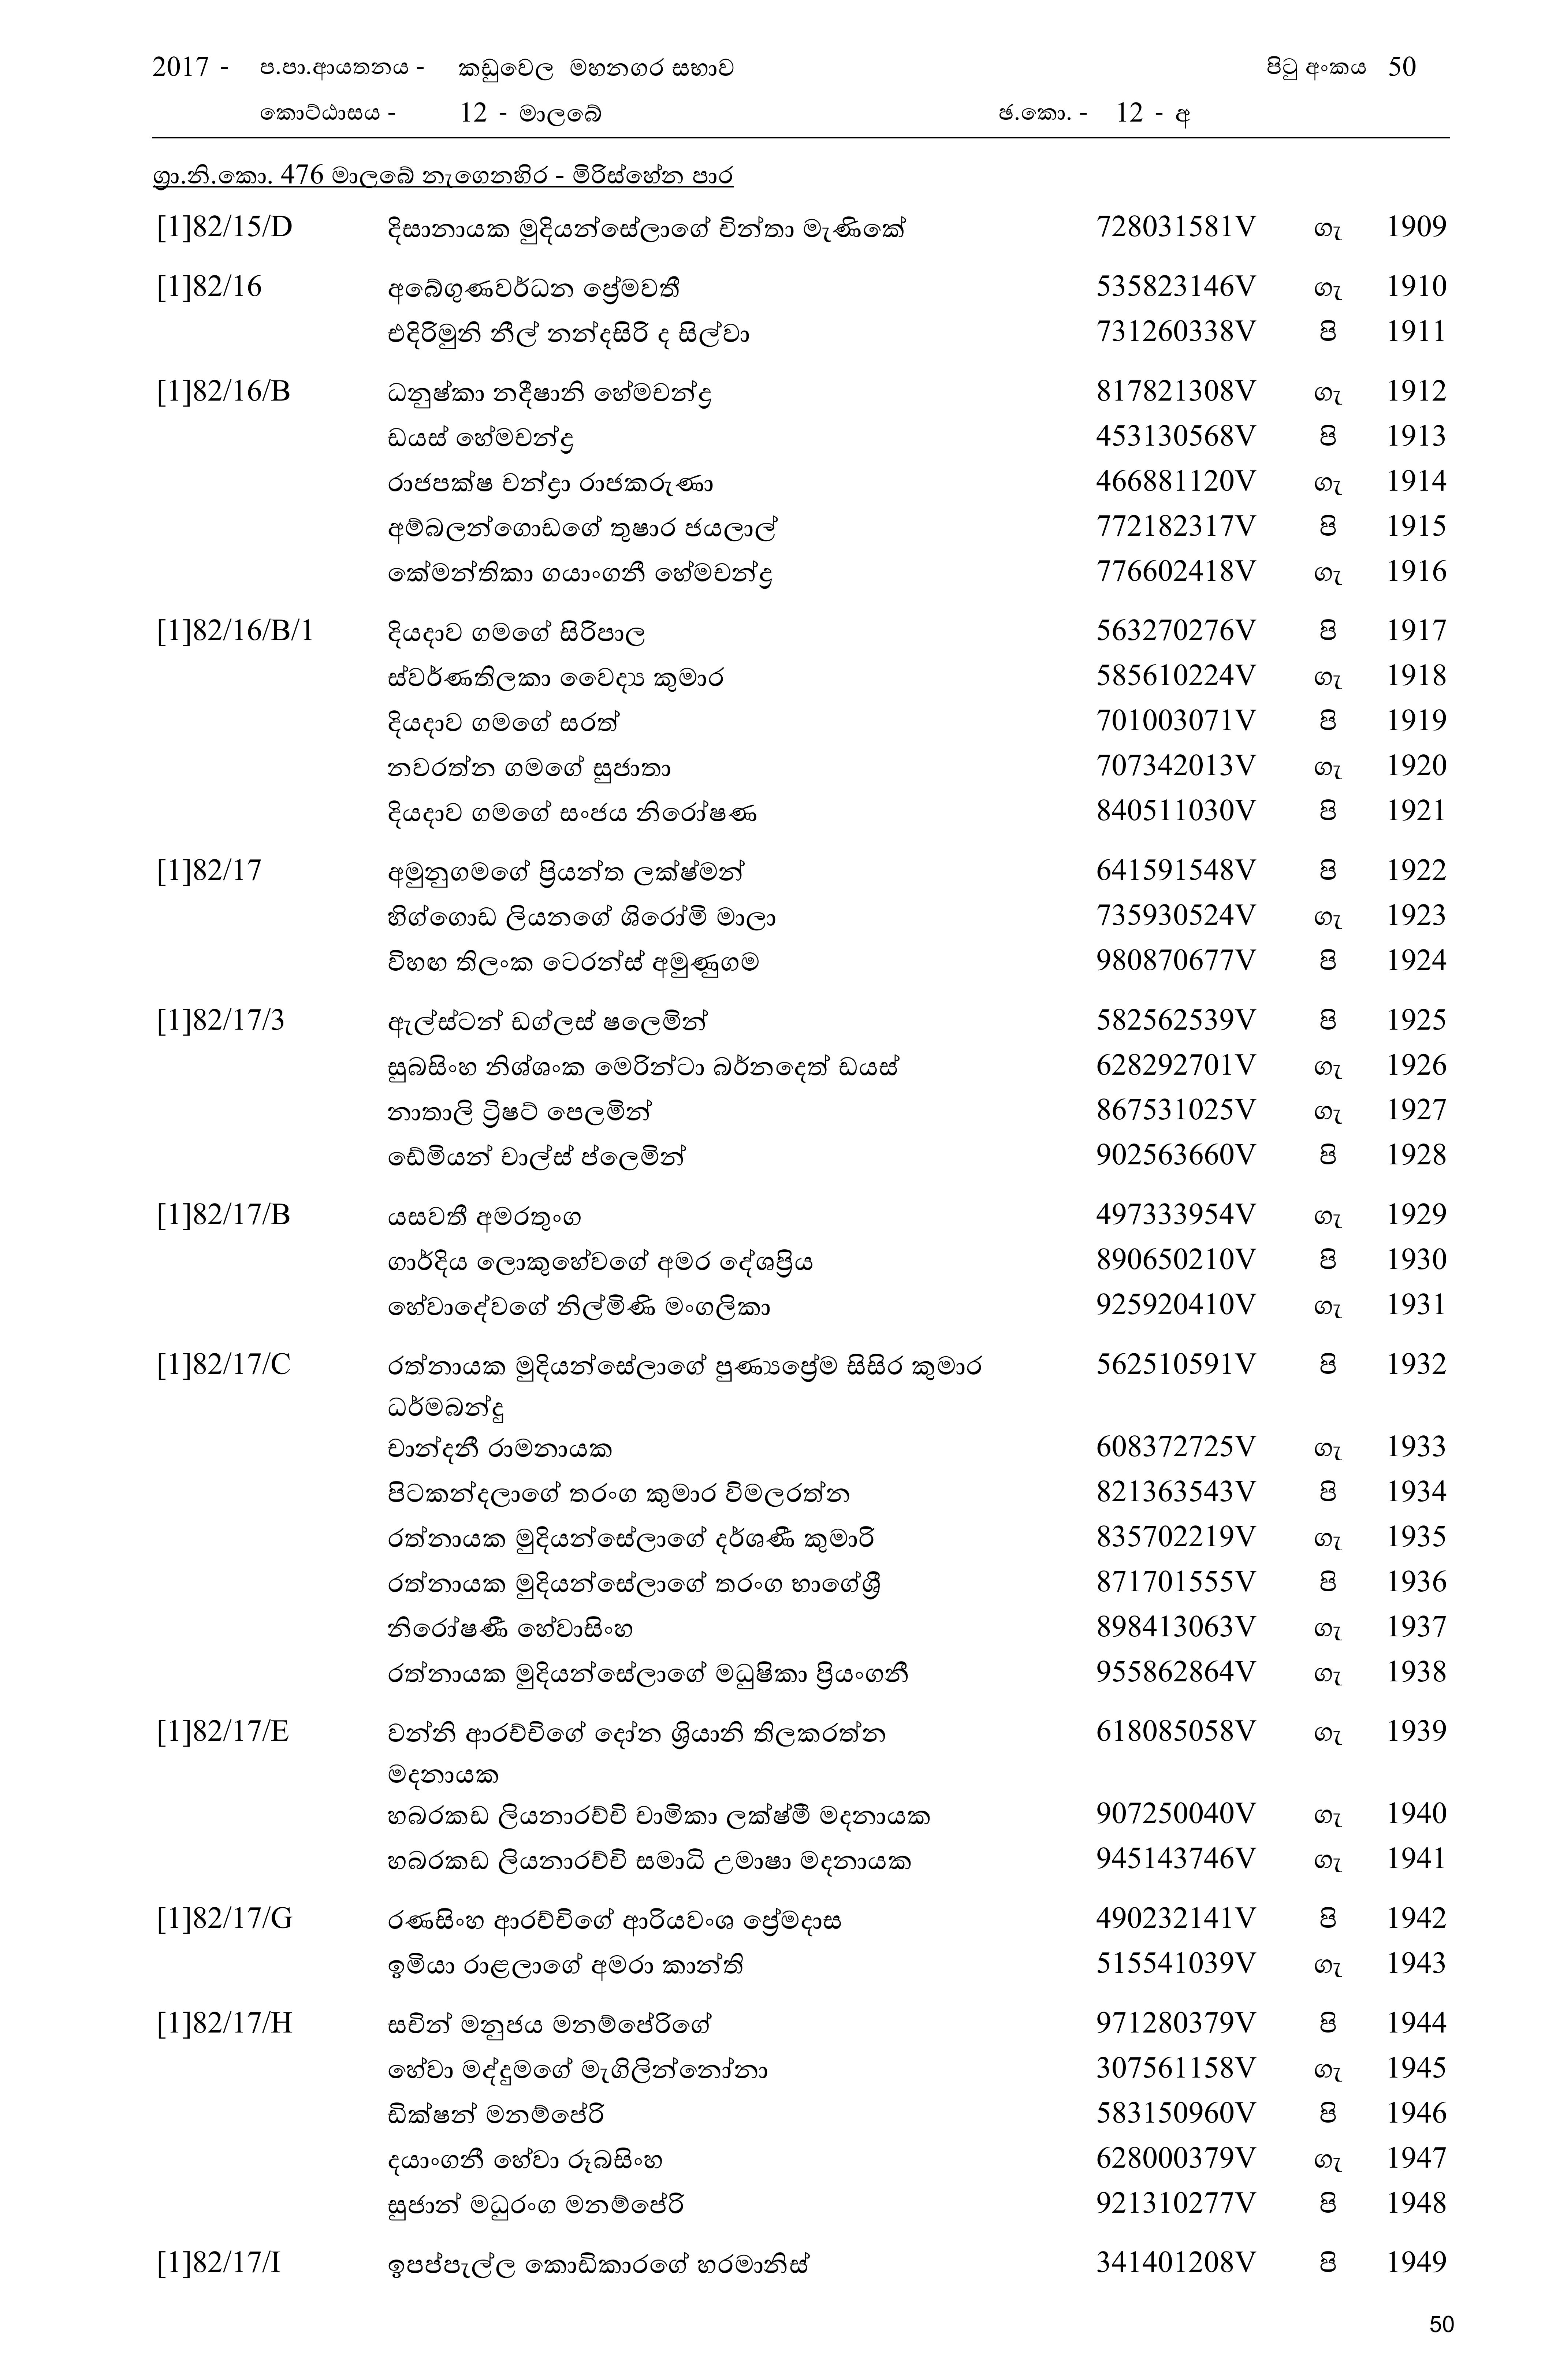 2017 - ප.පා.ආයතනය - කඩුවෙල මහනගර සභාව පිටු අංකය 50
කොට්ඨාසය - 12 - මාලබේ ඡ.කො. - 12 - අ
ග්‍රා.නි.කො. 476 මාලබේ නැගෙනහිර - මිරිස්හේන පාර
[1]82/15/D දිසානායක මුදියන්සේලාගේ චින්තා මැණිකේ 728031581V ගැ 1909
[1]82/16 අබේගුණවර්ධන ප්‍රේමවතී 535823146V ගැ 1910
එදිරිමුනි නීල් නන්දසිරි ද සිල්වා 731260338V පි 1911
[1]82/16/B ධනුෂ්කා නදීෂානි හේමචන්ද්‍ර 817821308V ගැ 1912
ඩයස් හේමචන්ද්‍ර 453130568V පි 1913
රාජපක්ෂ චන්ද්‍රා රාජකරුණා 466881120V ගැ 1914
අම්බලන්ගොඩගේ තුෂාර ජයලාල් 772182317V පි 1915
කේමන්තිකා ගයාංගනී හේමචන්ද්‍ර 776602418V ගැ 1916
[1]82/16/B/1 දියදාව ගමගේ සිරිපාල 563270276V පි 1917
ස්වර්ණතිලකා වෛද්‍ය කුමාර 585610224V ගැ 1918
දියදාව ගමගේ සරත් 701003071V පි 1919
නවරත්න ගමගේ සුජාතා 707342013V ගැ 1920
දියදාව ගමගේ සංජය නිරෝෂණ 840511030V පි 1921
[1]82/17 අමුනුගමගේ ප්‍රියන්ත ලක්ෂ්මන් 641591548V පි 1922
හිග්ගොඩ ලියනගේ ශිරෝමි මාලා 735930524V ගැ 1923
විහඟ තිලංක ටෙරන්ස් අමුණුගම 980870677V පි 1924
[1]82/17/3 ඇල්ස්ටන් ඩග්ලස් ෂලෙමින් 582562539V පි 1925
සුබසිංහ නිශ්ශංක මෙරින්ටා බර්නදෙත් ඩයස් 628292701V ගැ 1926
නාතාලි ට්‍රිෂට් පෙලමින් 867531025V ගැ 1927
ඩේමියන් චාල්ස් ප්ලෙමින් 902563660V පි 1928
[1]82/17/B යසවතී අමරතුංග 497333954V ගැ 1929
ගාර්දිය ලොකුහේවගේ අමර දේශප්‍රිය 890650210V පි 1930
හේවාදේවගේ නිල්මිණි මංගලිකා 925920410V ගැ 1931
[1]82/17/C රත්නායක මුදියන්සේලාගේ පුණ්‍යප්‍රේම සිසිර කුමාර 562510591V පි 1932
ධර්මබන්දු
චාන්දනී රාමනායක 608372725V ගැ 1933
පිටකන්දලාගේ තරංග කුමාර විමලරත්න 821363543V පි 1934
රත්නායක මුදියන්සේලාගේ දර්ශණී කුමාරි 835702219V ගැ 1935
රත්නායක මුදියන්සේලාගේ තරංග භාගේශ්‍රී 871701555V පි 1936
නිරෝෂණී හේවාසිංහ 898413063V ගැ 1937
රත්නායක මුදියන්සේලාගේ මධුෂිකා ප්‍රියංගනී 955862864V ගැ 1938
[1]82/17/E වන්නි ආරච්චිගේ දෝන ශ්‍රියානි තිලකරත්න 618085058V ගැ 1939
මදනායක
හබරකඩ ලියනාරච්චි චාමිකා ලක්ෂ්මී මදනායක 907250040V ගැ 1940
හබරකඩ ලියනාරච්චි සමාධි උමාෂා මදනායක 945143746V ගැ 1941
[1]82/17/G රණසිංහ ආරච්චිගේ ආරියවංශ ප්‍රේමදාස 490232141V පි 1942
ඉමියා රාළලාගේ අමරා කාන්ති 515541039V ගැ 1943
[1]82/17/H සචින් මනුජය මනම්පේරිගේ 971280379V පි 1944
හේවා මද්දුමගේ මැගිලින්නෝනා 307561158V ගැ 1945
ඩික්ෂන් මනම්පේරි 583150960V පි 1946
දයාංගනී හේවා රූබසිංහ 628000379V ගැ 1947
සුජාන් මධුරංග මනම්පේරි 921310277V පි 1948
[1]82/17/I ඉපප්පැල්ල කොඩිකාරගේ හරමානිස් 341401208V පි 1949
50